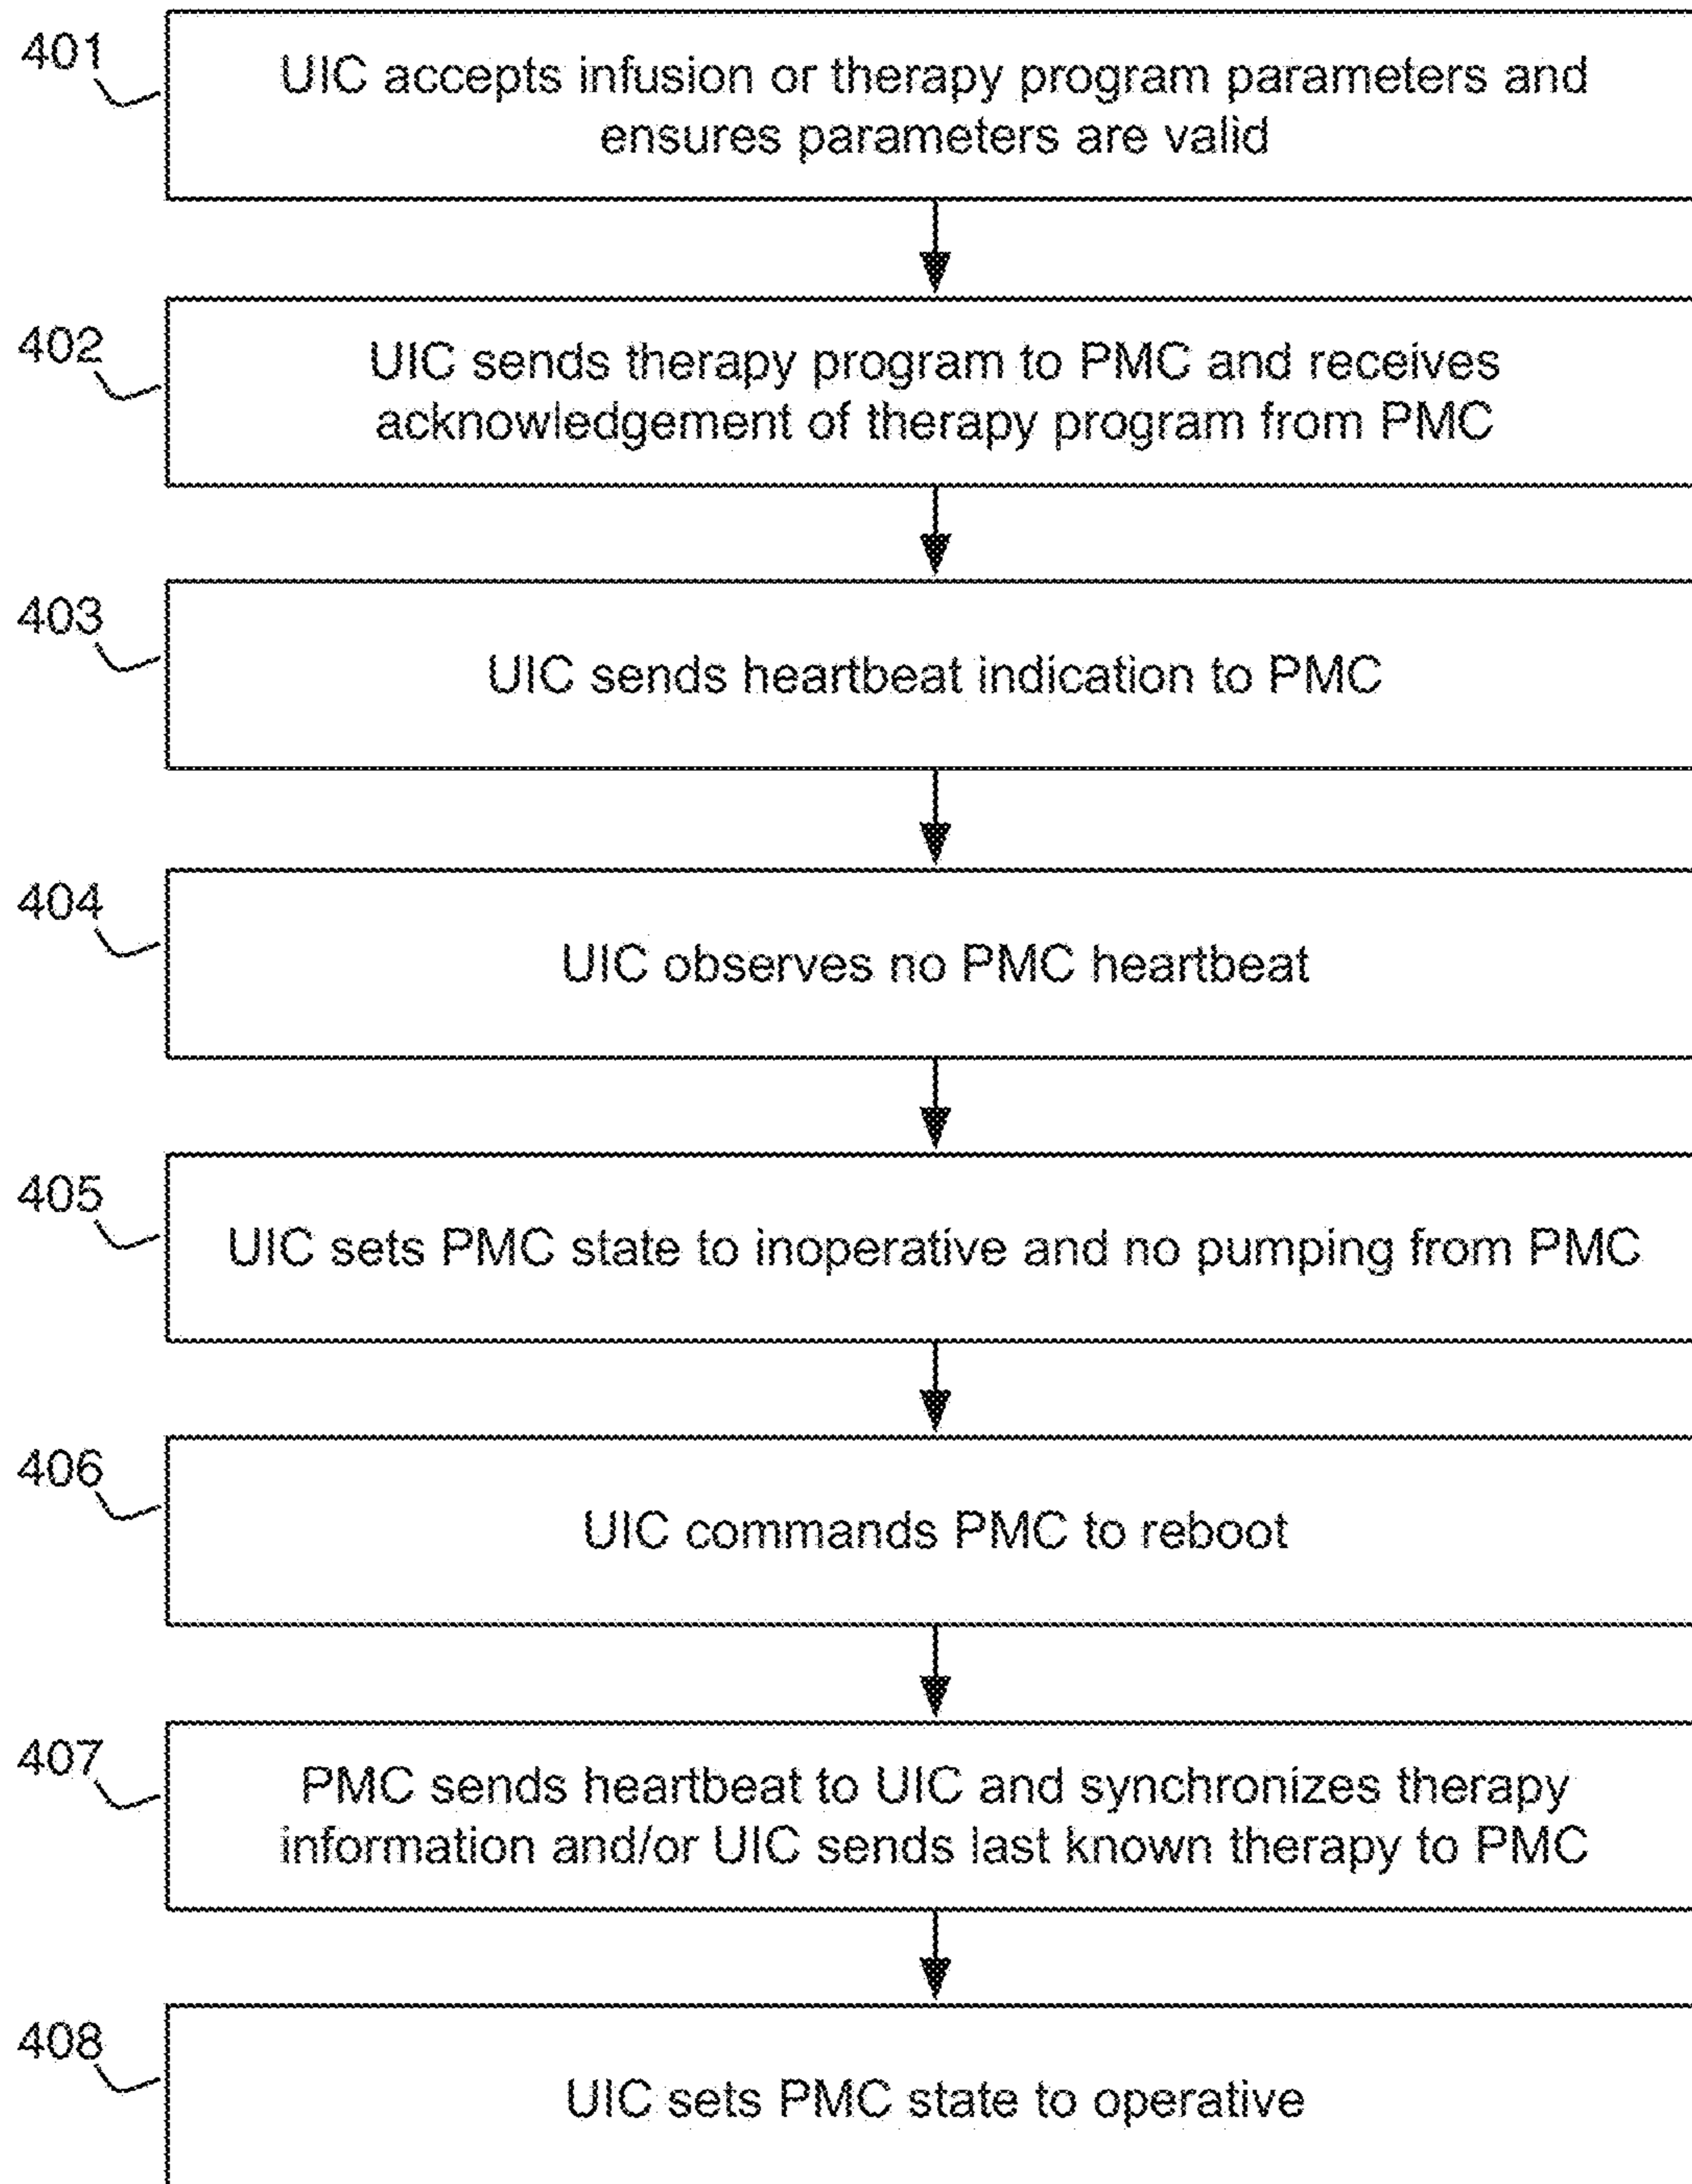 401
UIC accepts infusion or therapy program parameters and
ensures parameters are valid
402
UIC sends therapy program to PMC and receives
acknowledgement of therapy program from PMC
403
UIC sends heartbeat indication to PMC
404
UIC observes no PMC heartbeat
405
UIC sets PMC state to inoperative and no pumping from PMC
406
UIC commands PMC to reboot
407
PMC sends heartbeat to UIC and synchronizes therapy
information and/or UIC sends last known therapy to PMC
408
UIC sets PMC state to operative